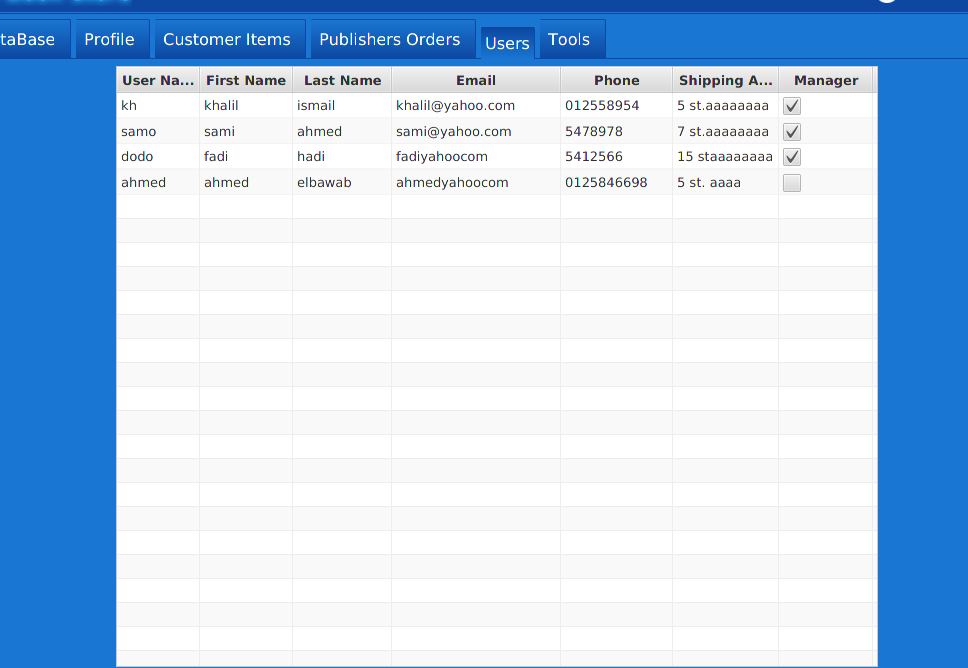 taBase Profile Customer Items Publishers Orders Users Tools
User Na... First Name Last Name Email Phone Shipping A... Manager
kh khalil ismail khalil@yahoo.com 012558954 5 st.aaaaaaaa
samo sami ahmed sami@yahoo.com 5478978 7 st.aaaaaaaa
dodo fadi hadi fadiyahoocom 5412566 15 staaaaaaaa
ahmed ahmed elbawab ahmedyahoocom 0125846698 5 st. aaaa